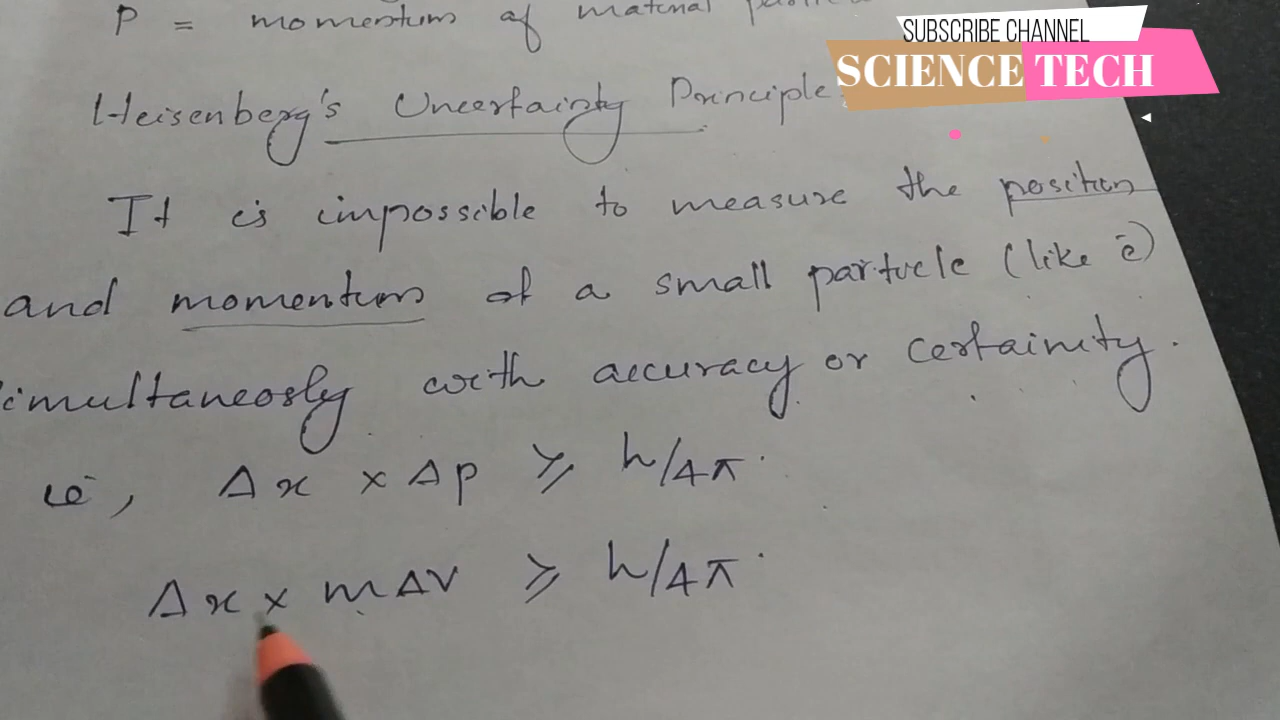 P = momentum of material
SUBSCRIBE CHANNEL
SCIENCE TECH
Heisenberg's Uncertainty Principle:
It is impossible to measure the position
and momentum of a small particle (like ē)
simultaneosly with accuracy or certainity.
ie, Δx × Δp ≥ h/4π.
Δx × mΔv ≥ h/4π.